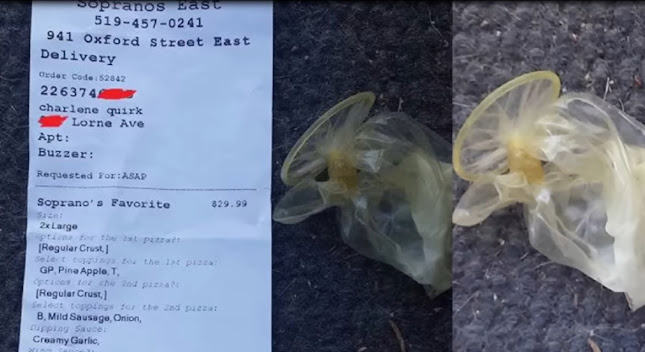 Sopranos East
519-457-0241
941 Oxford Street East
Delivery
Order Code:52842
226374
charlene quirk
Lorne Ave
Apt:
Buzzer:
Requested For:ASAP
Soprano's Favorite $29.99
Size:
2xLarge
Options for the 1st pizza?:
[Regular Crust,]
Select toppings for the 1st pizza:
GP, Pine Apple, T,
Options for the 2nd pizza?:
[Regular Crust,]
Select toppings for the 2nd pizza:
B, Mild Sausage, Onion,
Dipping Sauce:
Creamy Garlic,